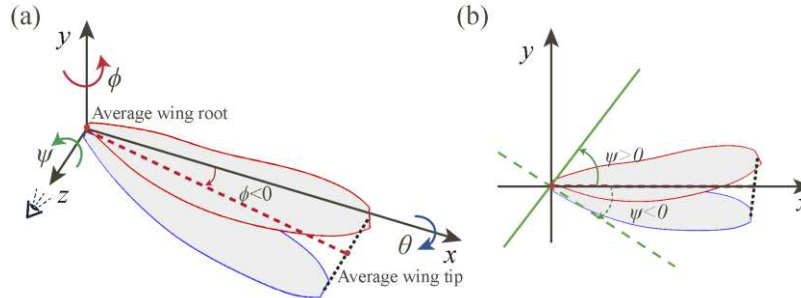 (a)
(b)
y
y
ϕ
Average wing root
ψ
z
ϕ<0
θ
x
Average wing tip
ψ>0
ψ<0
x